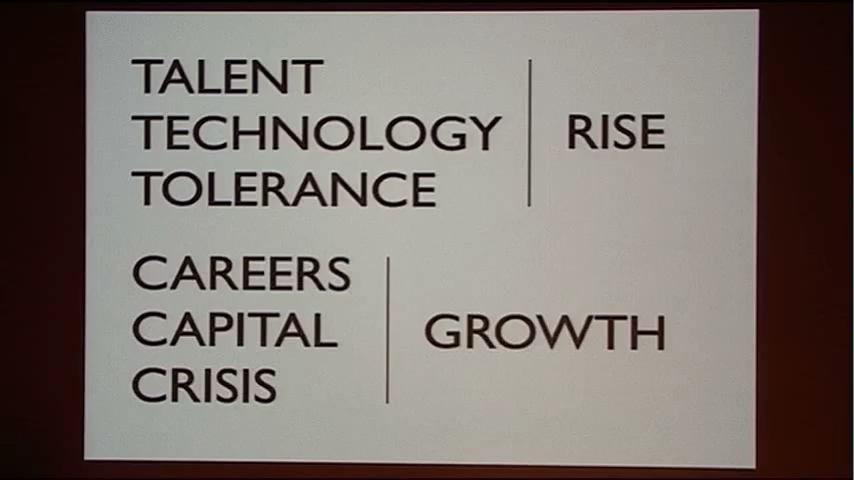 TALENT
TECHNOLOGY
TOLERANCE
RISE
CAREERS
CAPITAL
CRISIS
GROWTH